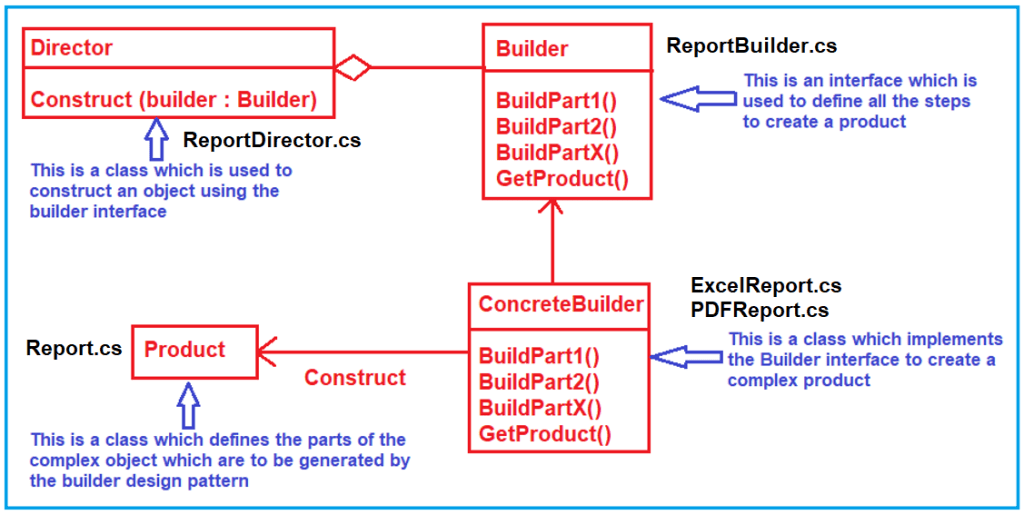 Director
Construct (builder : Builder)
ReportDirector.cs
This is a class which is used to
construct an object using the
builder interface
Builder
BuildPart1()
BuildPart2()
BuildPartX()
GetProduct()
ReportBuilder.cs
This is an interface which is
used to define all the steps
to create a product
Report.cs
Product
Construct
This is a class which defines the parts of the
complex object which are to be generated by
the builder design pattern
ConcreteBuilder
BuildPart1()
BuildPart2()
BuildPartX()
GetProduct()
ExcelReport.cs
PDFReport.cs
This is a class which implements
the Builder interface to create a
complex product